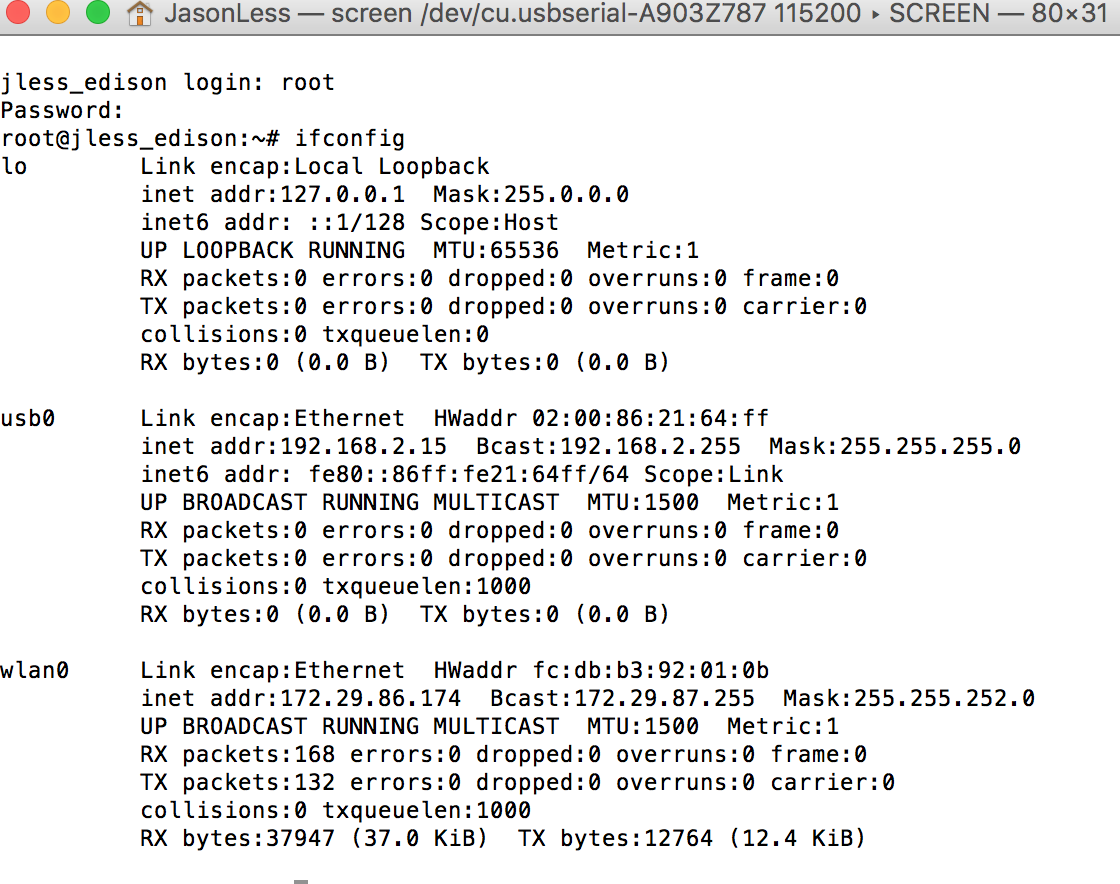 JasonLess — screen /dev/cu.usbserial-A903Z787 115200 ▸ SCREEN — 80×31
jless_edison login: root
Password:
root@jless_edison:~# ifconfig
lo        Link encap:Local Loopback
          inet addr:127.0.0.1  Mask:255.0.0.0
          inet6 addr: ::1/128 Scope:Host
          UP LOOPBACK RUNNING  MTU:65536  Metric:1
          RX packets:0 errors:0 dropped:0 overruns:0 frame:0
          TX packets:0 errors:0 dropped:0 overruns:0 carrier:0
          collisions:0 txqueuelen:0
          RX bytes:0 (0.0 B)  TX bytes:0 (0.0 B)
usb0      Link encap:Ethernet  HWaddr 02:00:86:21:64:ff
          inet addr:192.168.2.15  Bcast:192.168.2.255  Mask:255.255.255.0
          inet6 addr: fe80::86ff:fe21:64ff/64 Scope:Link
          UP BROADCAST RUNNING MULTICAST  MTU:1500  Metric:1
          RX packets:0 errors:0 dropped:0 overruns:0 frame:0
          TX packets:0 errors:0 dropped:0 overruns:0 carrier:0
          collisions:0 txqueuelen:1000
          RX bytes:0 (0.0 B)  TX bytes:0 (0.0 B)
wlan0     Link encap:Ethernet  HWaddr fc:db:b3:92:01:0b
          inet addr:172.29.86.174  Bcast:172.29.87.255  Mask:255.255.252.0
          UP BROADCAST RUNNING MULTICAST  MTU:1500  Metric:1
          RX packets:168 errors:0 dropped:0 overruns:0 frame:0
          TX packets:132 errors:0 dropped:0 overruns:0 carrier:0
          collisions:0 txqueuelen:1000
          RX bytes:37947 (37.0 KiB)  TX bytes:12764 (12.4 KiB)